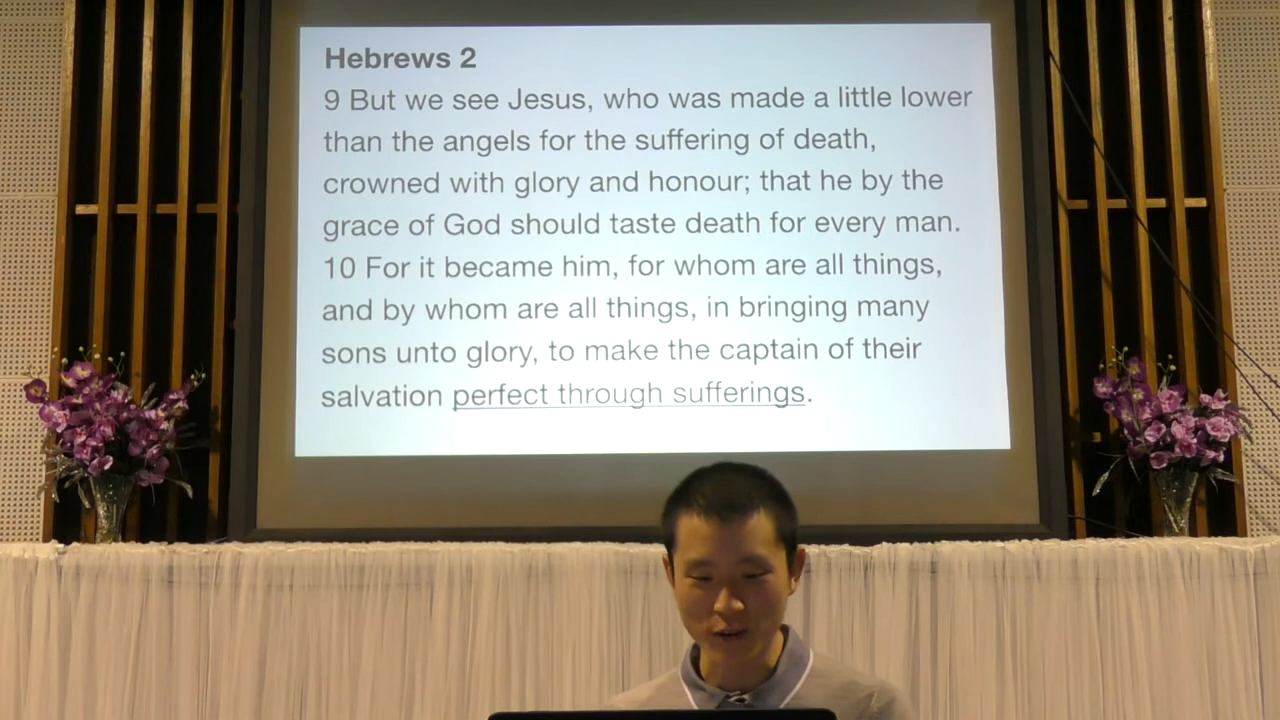 Hebrews 2
9 But we see Jesus, who was made a little lower
than the angels for the suffering of death,
crowned with glory and honour; that he by the
grace of God should taste death for every man.
10 For it became him, for whom are all things,
and by whom are all things, in bringing many
sons unto glory, to make the captain of their
salvation perfect through sufferings.